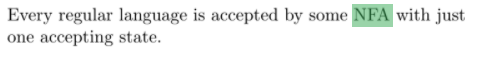 Every regular language is accepted by some NFA with just
one accepting state.